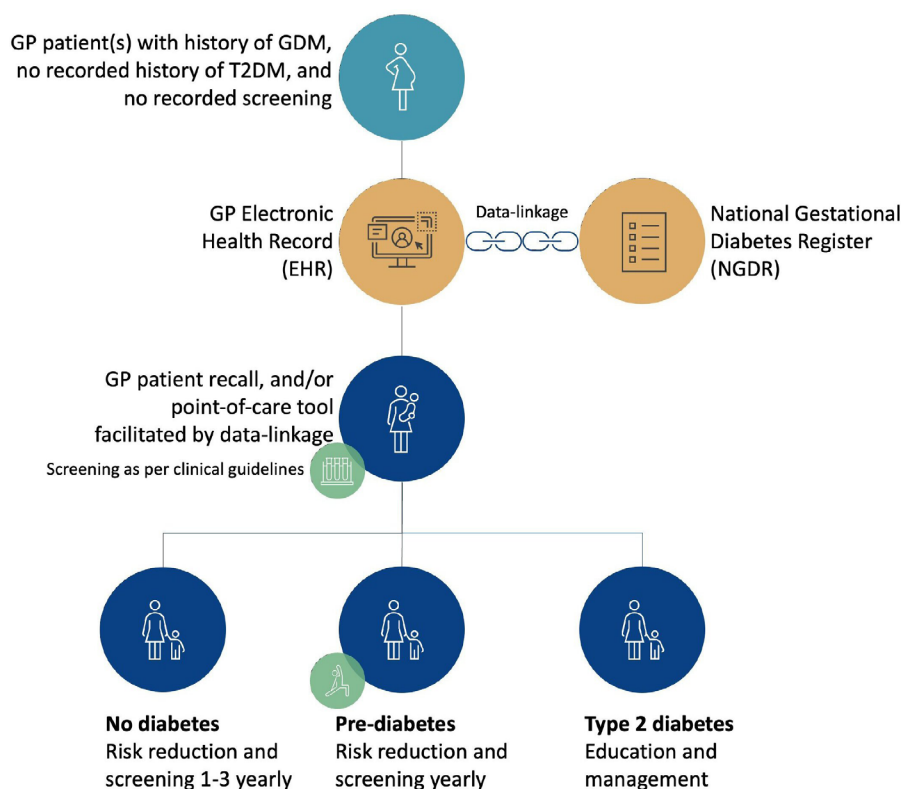 GP patient(s) with history of GDM,
no recorded history of T2DM, and
no recorded screening
GP Electronic
Health Record
(EHR)
Data-linkage
National Gestational
Diabetes Register
(NGDR)
GP patient recall, and/or
point-of-care tool
facilitated by data-linkage
Screening as per clinical guidelines
No diabetes
Risk reduction and
screening 1-3 yearly
Pre-diabetes
Risk reduction and
screening yearly
Type 2 diabetes
Education and
management